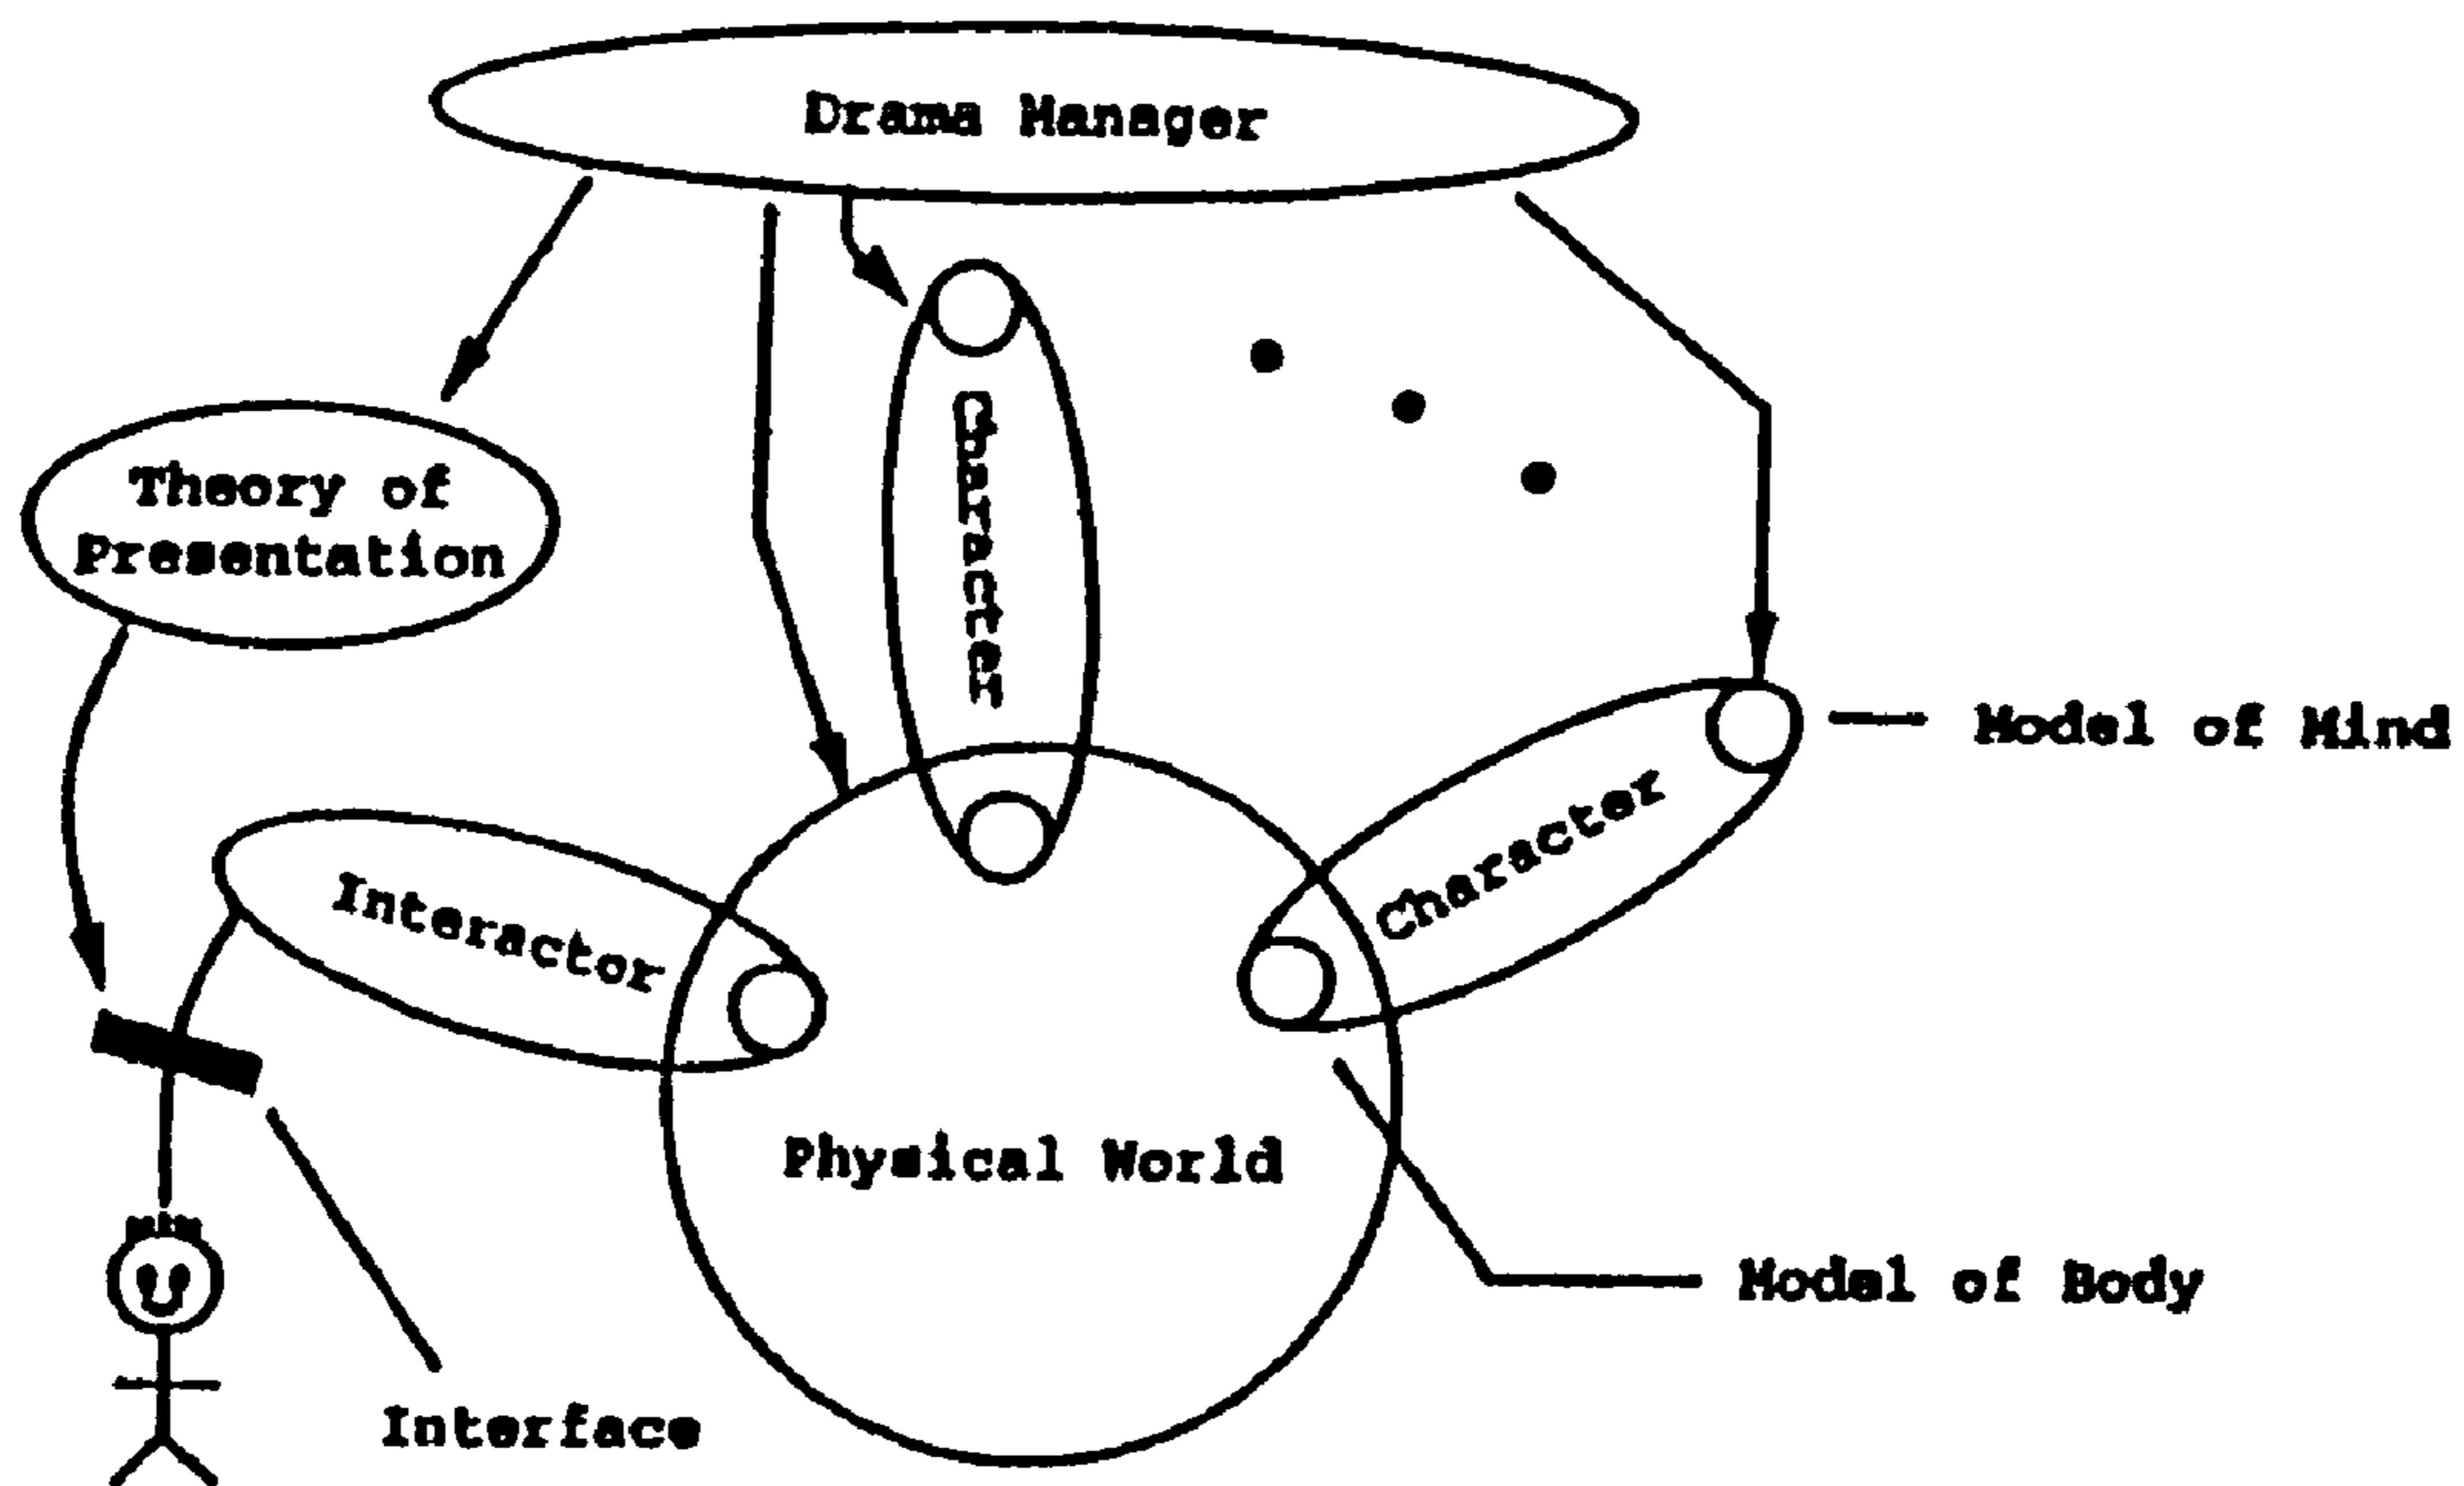 Drama Manager
Theory of
Presentation
Character
Model of Mind
Character
Interactor
Physical World
Model of Body
Interface